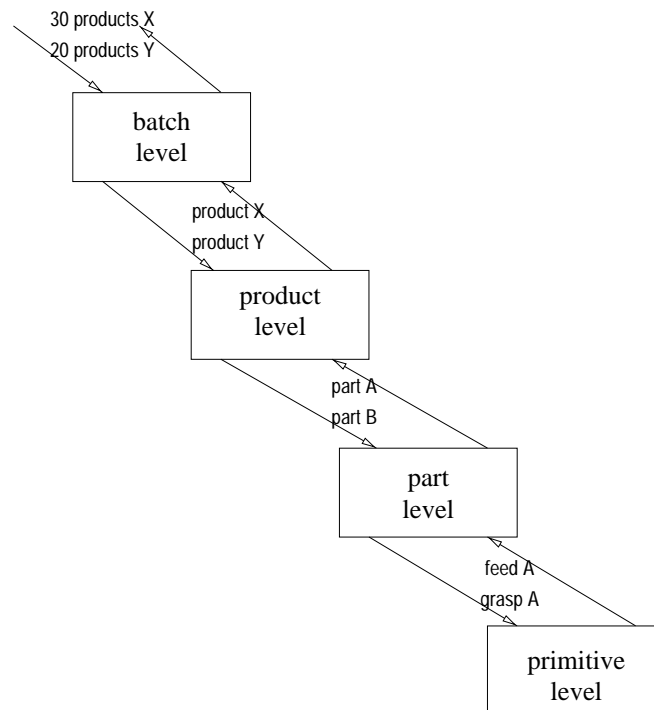 30 products X
20 products Y
batch
level
product X
product Y
product
level
part A
part B
part
level
feed A
grasp A
primitive
level